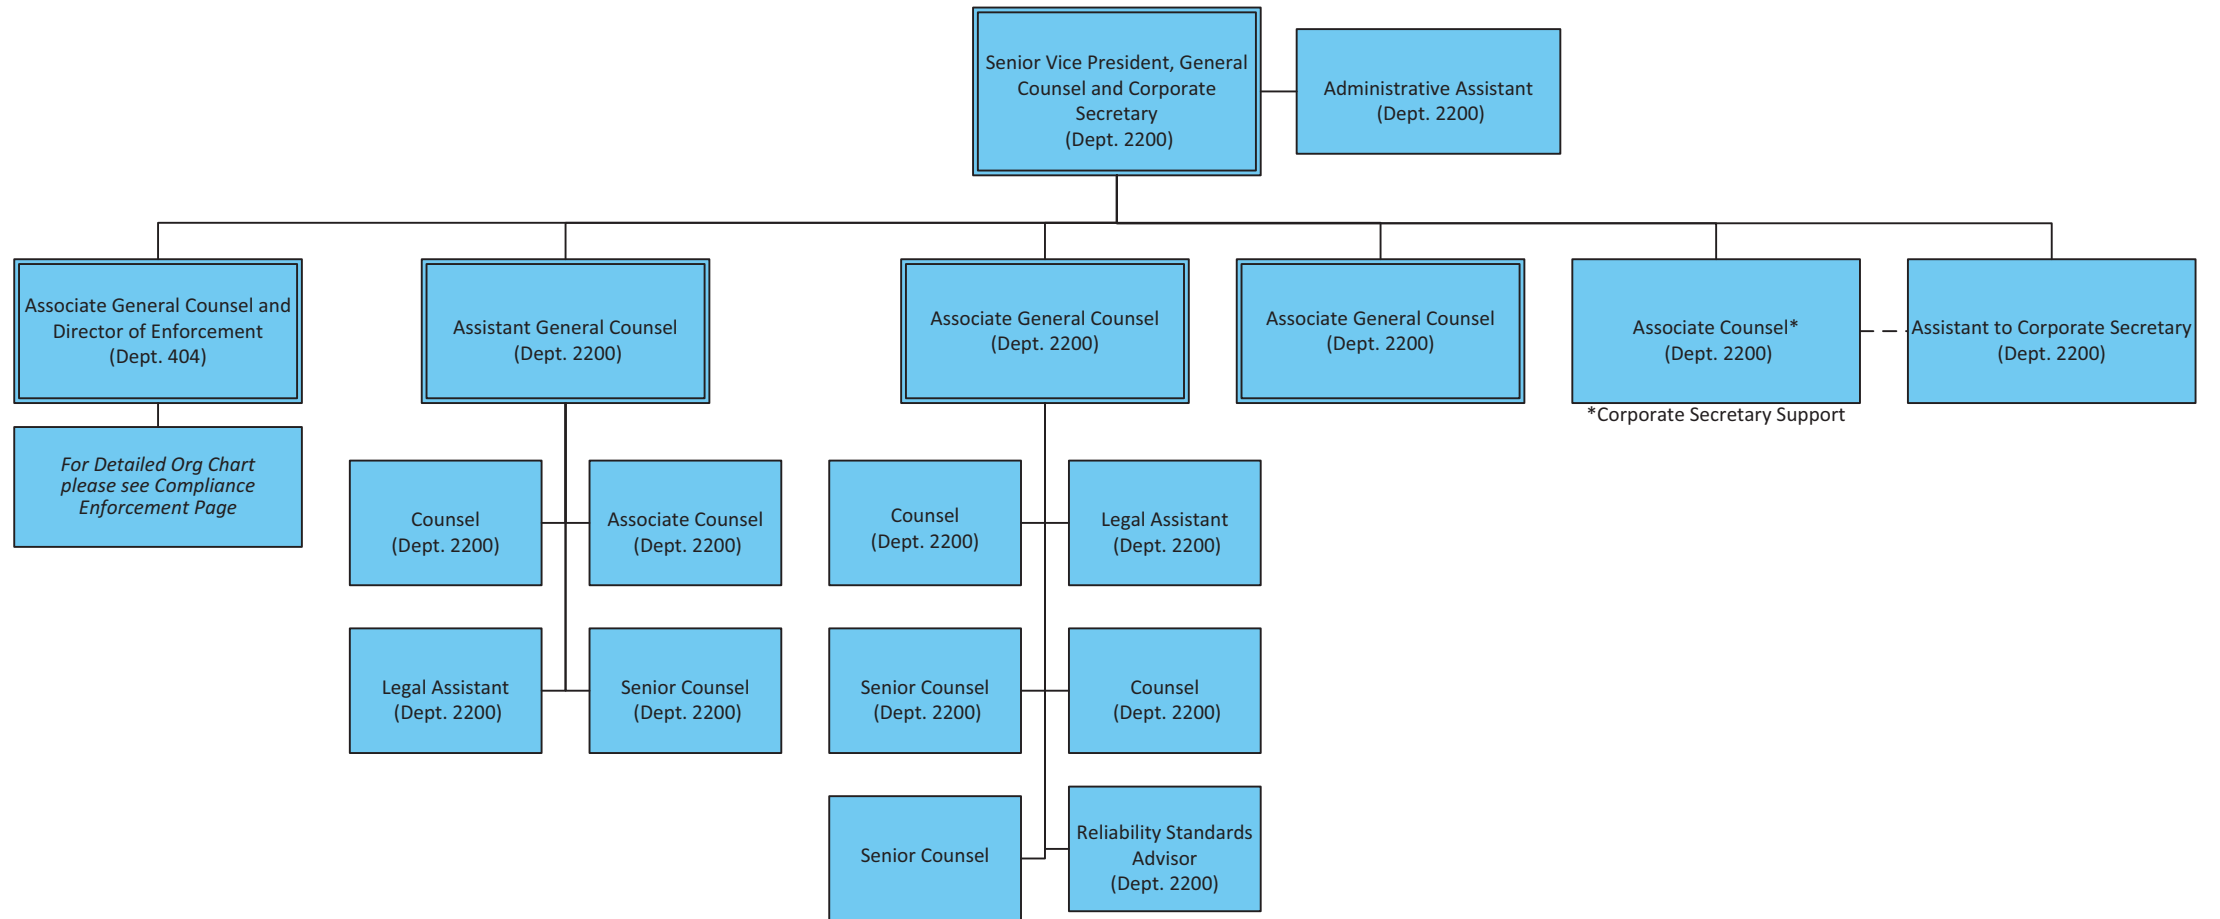 Senior Vice President, General
Counsel and Corporate
Secretary
(Dept. 2200)
Administrative Assistant
(Dept. 2200)
Associate General Counsel and
Director of Enforcement
(Dept. 404)
Assistant General Counsel
(Dept. 2200)
Associate General Counsel
(Dept. 2200)
Associate General Counsel
(Dept. 2200)
Associate Counsel*
(Dept. 2200)
Assistant to Corporate Secretary
(Dept. 2200)
*Corporate Secretary Support
For Detailed Org Chart
please see Compliance
Enforcement Page
Counsel
(Dept. 2200)
Associate Counsel
(Dept. 2200)
Counsel
(Dept. 2200)
Legal Assistant
(Dept. 2200)
Legal Assistant
(Dept. 2200)
Senior Counsel
(Dept. 2200)
Senior Counsel
(Dept. 2200)
Counsel
(Dept. 2200)
Senior Counsel
Reliability Standards
Advisor
(Dept. 2200)